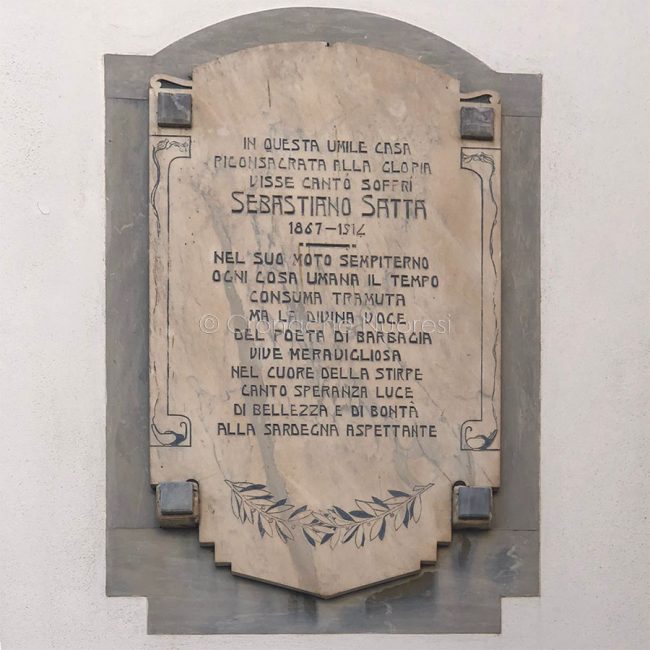 IN QUESTA UMILE CASA
RICONSACRATA ALLA GLORIA
VISSE CANTÒ SOFFRÌ
SEBASTIANO SATTA
1867-1914
NEL SUO MOTO SEMPITERNO
OGNI COSA UMANA IL TEMPO
CONSUMA TRAMUTA
MA LA DIVINA VOCE
DEL POETA DI BARBAGIA
VIVE MERAVIGLIOSA
NEL CUORE DELLA STIRPE
CANTO SPERANZA LUCE
DI BELLEZZA E DI BONTÀ
ALLA SARDEGNA ASPETTANTE
© Cronache Nuoresi